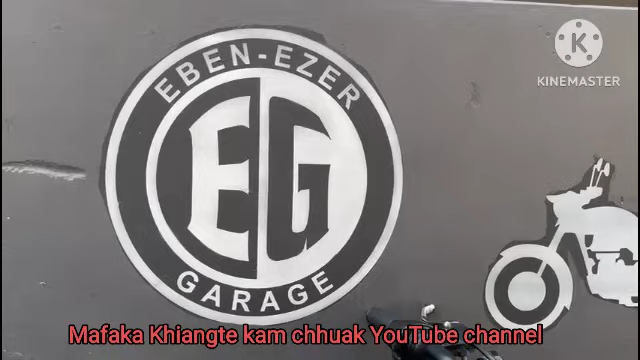 EBEN-EZER
EG
GARAGE
KINEMASTER
Mafaka Khiangte kam chhuak YouTube channel